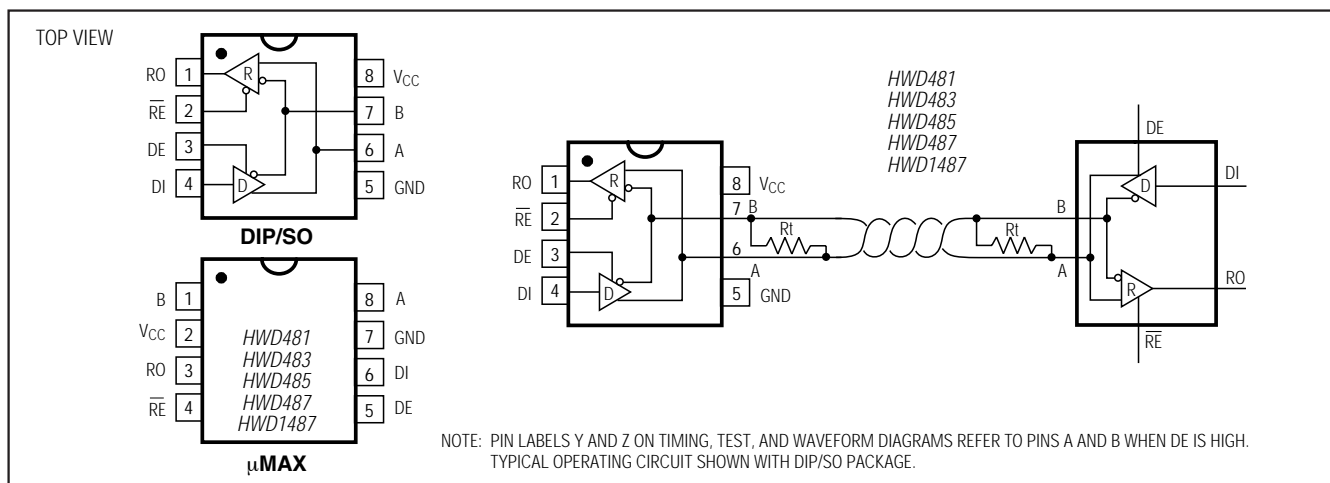 TOP VIEW
RO 1
R
8 VCC
RE 2
7 B
DE 3
6 A
DI 4
D
5 GND
DIP/SO
B 1
8 A
VCC 2
7 GND
RO 3
6 DI
RE 4
5 DE
HWD481
HWD483
HWD485
HWD487
HWD1487
μMAX
HWD481
HWD483
HWD485
HWD487
HWD1487
RO 1
R
8 VCC
RE 2
7 B
DE 3
6 A
DI 4
D
5 GND
Rt
Rt
B
A
DE
D
DI
R
RO
RE
NOTE: PIN LABELS Y AND Z ON TIMING, TEST, AND WAVEFORM DIAGRAMS REFER TO PINS A AND B WHEN DE IS HIGH.
TYPICAL OPERATING CIRCUIT SHOWN WITH DIP/SO PACKAGE.